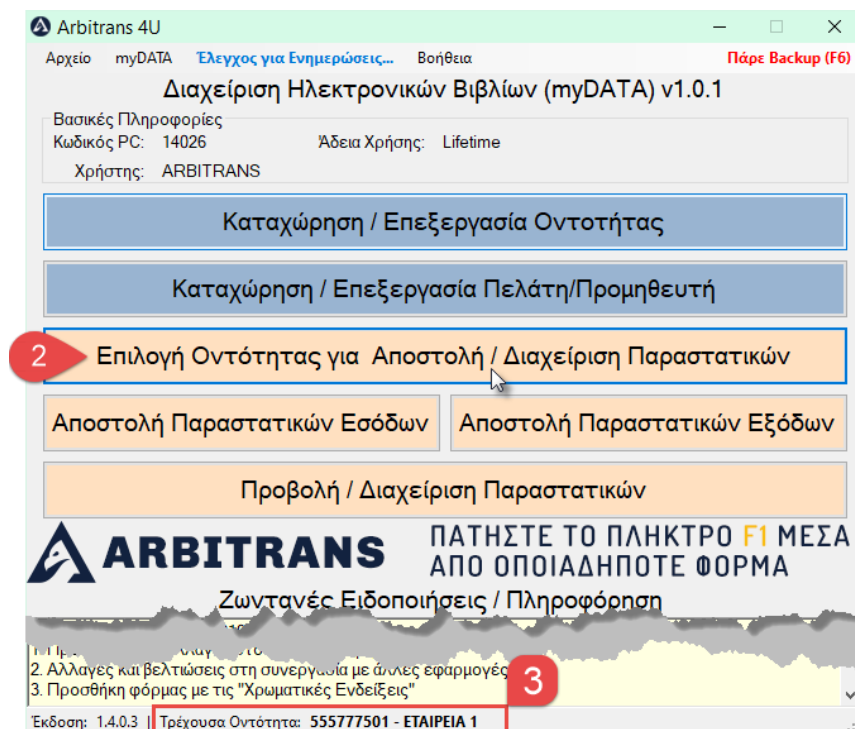 Arbitrans 4U
Αρχείο myDATA Έλεγχος για Ενημερώσεις... Βοήθεια Πάρε Backup (F6)
Διαχείριση Ηλεκτρονικών Βιβλίων (myDATA) v1.0.1
Βασικές Πληροφορίες
Κωδικός PC: 14026 Άδεια Χρήσης: Lifetime
Χρήστης: ARBITRANS
Καταχώρηση / Επεξεργασία Οντοτήτας
Καταχώρηση / Επεξεργασία Πελάτη/Προμηθευτή
2 Επιλογή Οντότητας για Αποστολή / Διαχείριση Παραστατικών
Αποστολή Παραστατικών Εσόδων Αποστολή Παραστατικών Εξόδων
Προβολή / Διαχείριση Παραστατικών
ARBITRANS
ΠΑΤΗΣΤΕ ΤΟ ΠΛΗΚΤΡΟ F1 ΜΕΣΑ
ΑΠΟ ΟΠΟΙΑΔΗΠΟΤΕ ΦΟΡΜΑ
Ζωντανές Ειδοποιήσεις / Πληροφόρηση
2. Αλλαγές και βελτιώσεις στη συνεργασία με άλλες εφαρμογές
3
3. Προσθήκη φόρμας με τις "Χρωματικές Ενδείξεις"
Έκδοση: 1.4.0.3 | Τρέχουσα Οντότητα: 555777501 - ΕΤΑΙΡΕΙΑ 1